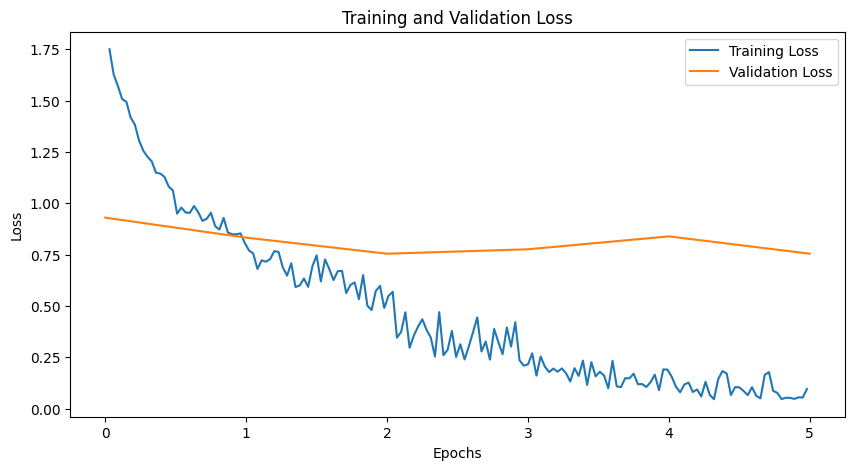 Training and Validation Loss
Training Loss
Validation Loss
1.75
1.50
1.25
1.00
0.75
0.50
0.25
0.00
Loss
0 1 2 3 4 5
Epochs